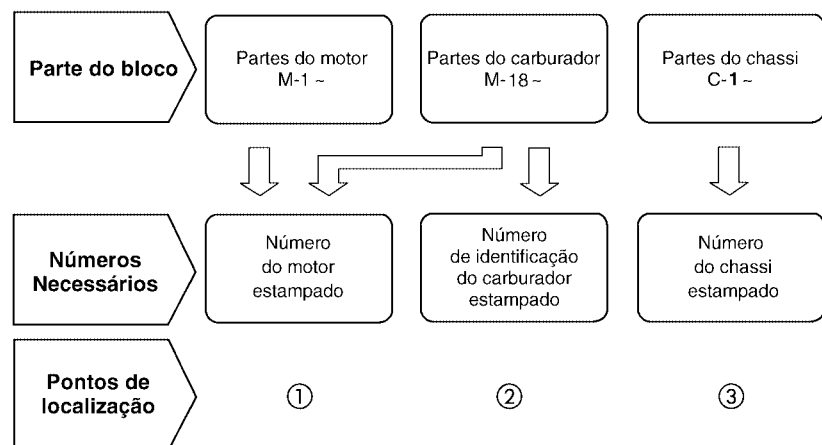 Parte do bloco
Partes do motor
M-1 ~
Partes do carburador
M-18 ~
Partes do chassi
C-1 ~
Números
Necessários
Número
do motor
estampado
Número
de identificação
do carburador
estampado
Número
do chassi
estampado
Pontos de
localização
①
②
③